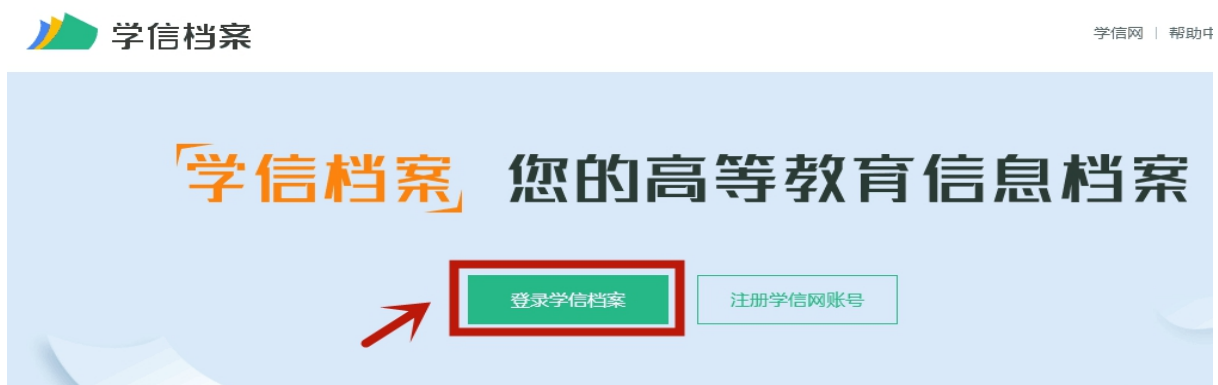 学信档案
学信网 | 帮助中
「学信档案」 您的高等教育信息档案
登录学信档案
注册学信网账号